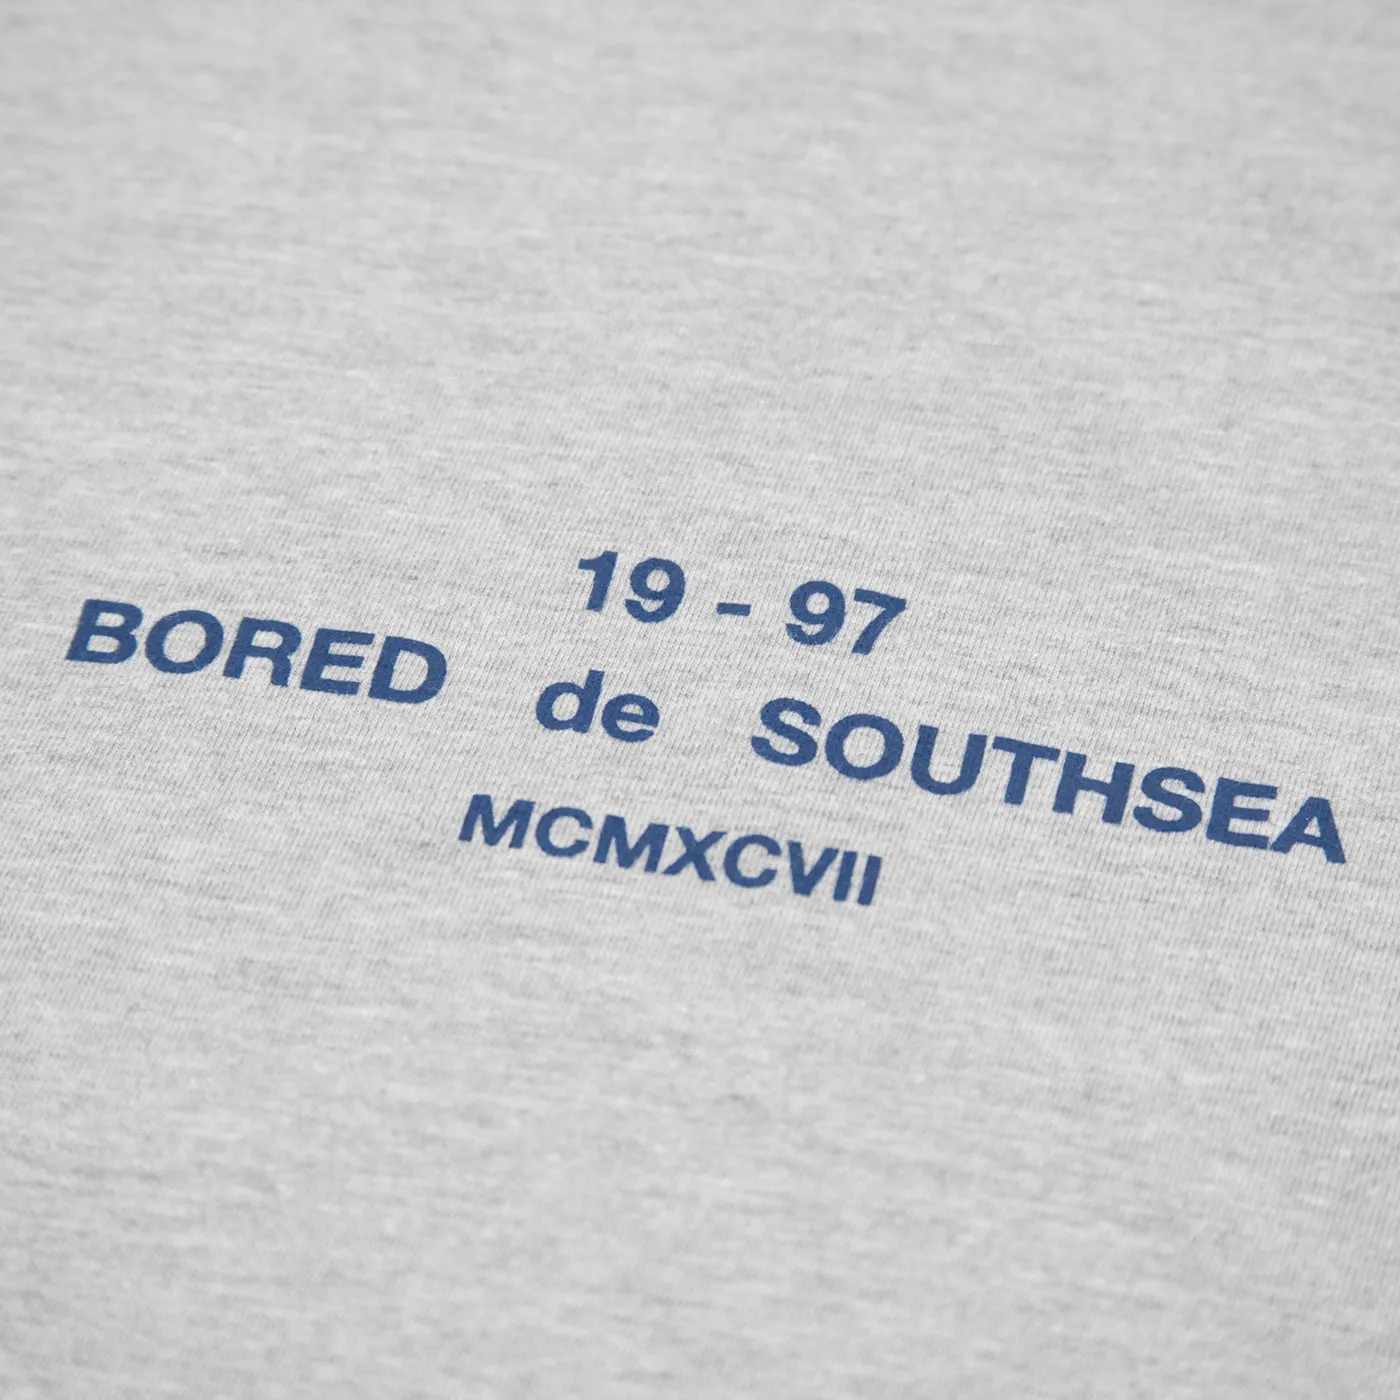 19 - 97
BORED de SOUTHSEA
MCMXCVII